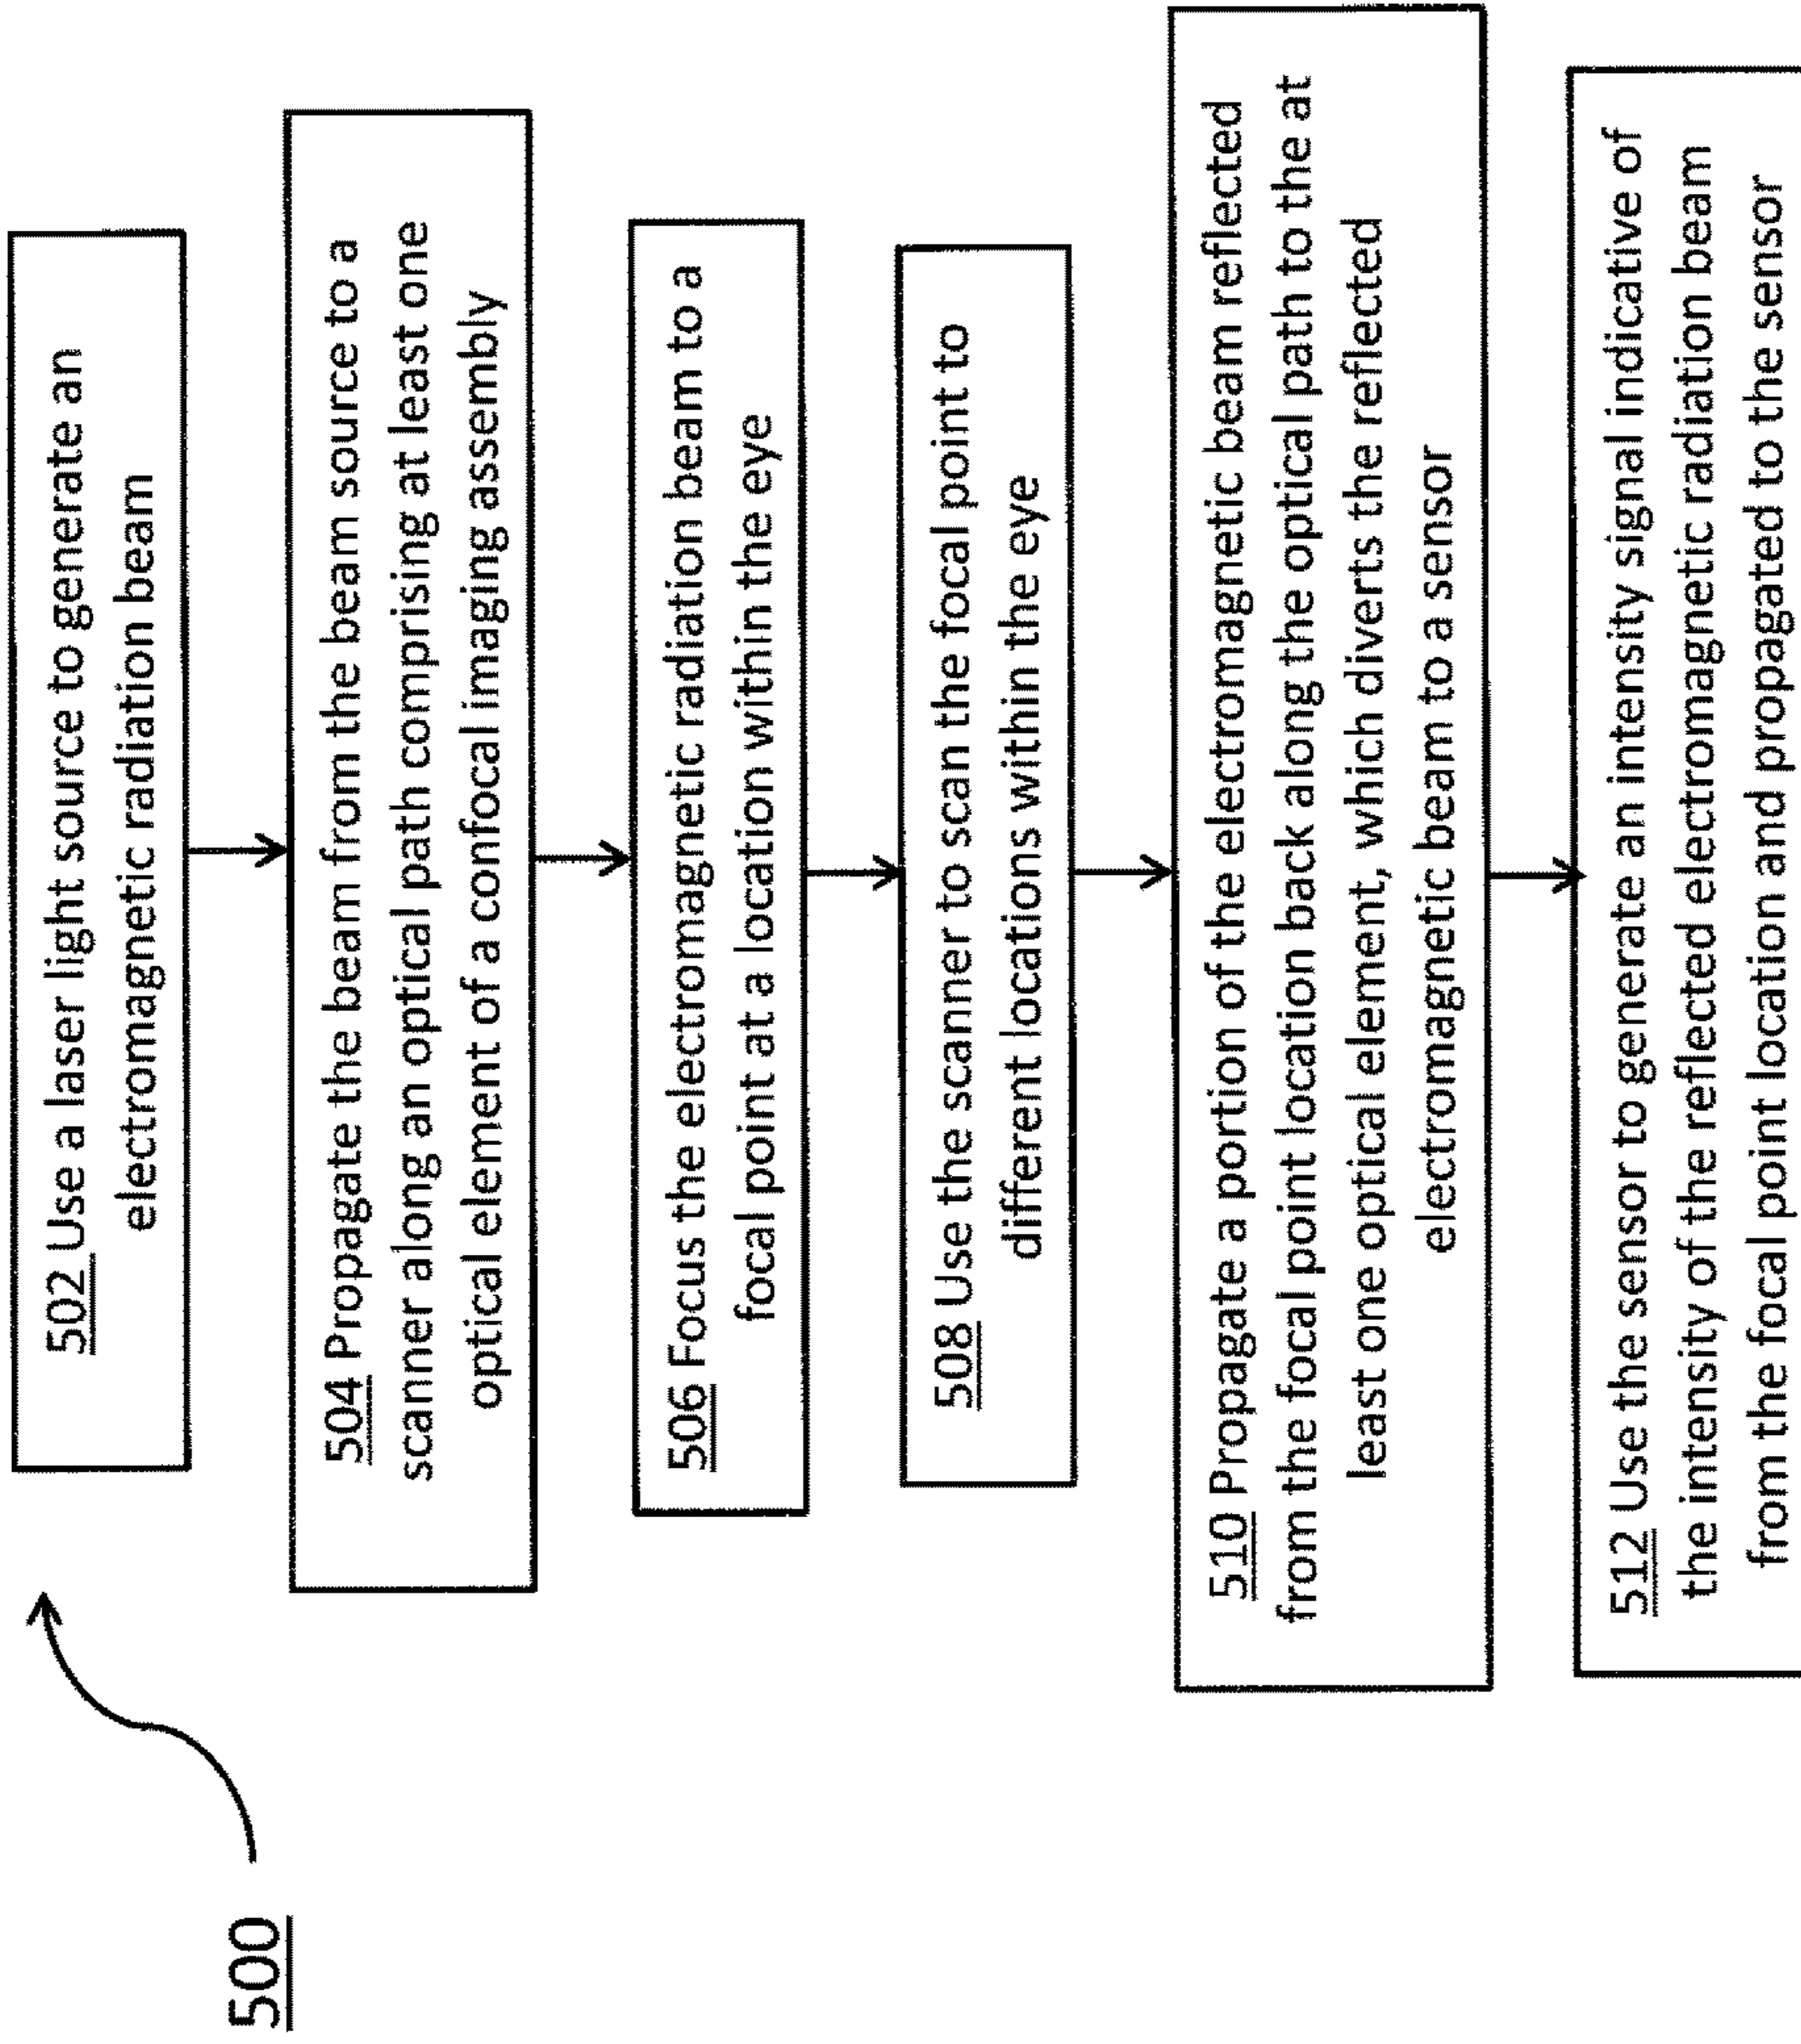 500
502 Use a laser light source to generate an
electromagnetic radiation beam
504 Propagate the beam from the beam source to a
scanner along an optical path comprising at least one
optical element of a confocal imaging assembly
506 Focus the electromagnetic radiation beam to a
focal point at a location within the eye
508 Use the scanner to scan the focal point to
different locations within the eye
510 Propagate a portion of the electromagnetic beam reflected
from the focal point location back along the optical path to the at
least one optical element, which diverts the reflected
electromagnetic beam to a sensor
512 Use the sensor to generate an intensity signal indicative of
the intensity of the reflected electromagnetic radiation beam
from the focal point location and propagated to the sensor